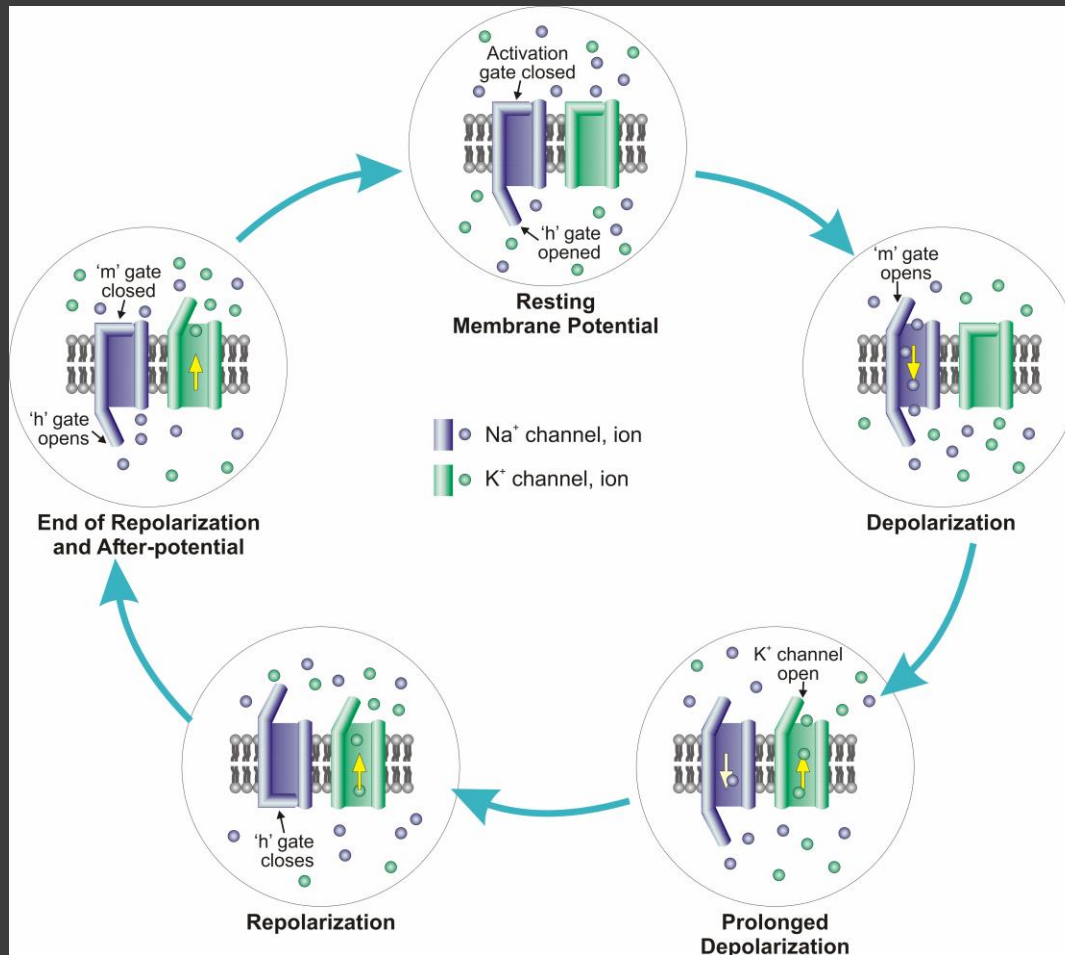 Activation
gate closed
‘h’ gate
opened
Resting
Membrane Potential
‘m’ gate
opens
Depolarization
K⁺ channel
open
Prolonged
Depolarization
‘h’ gate
closes
Repolarization
‘m’ gate
closed
‘h’ gate
opens
End of Repolarization
and After-potential
Na⁺ channel, ion
K⁺ channel, ion